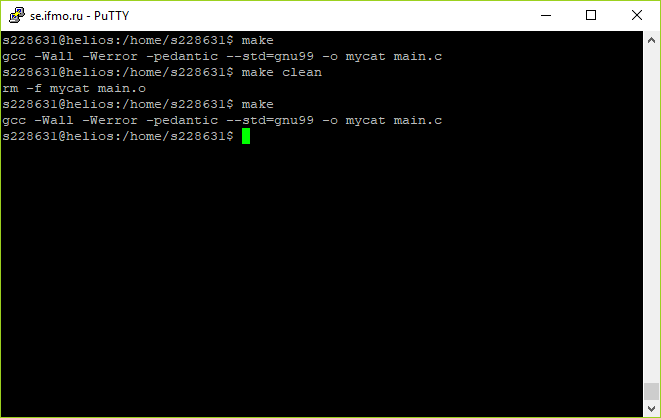 se.ifmo.ru - PuTTY
s228631@helios:/home/s228631$ make
gcc -Wall -Werror -pedantic --std=gnu99 -o mycat main.c
s228631@helios:/home/s228631$ make clean
rm -f mycat main.o
s228631@helios:/home/s228631$ make
gcc -Wall -Werror -pedantic --std=gnu99 -o mycat main.c
s228631@helios:/home/s228631$